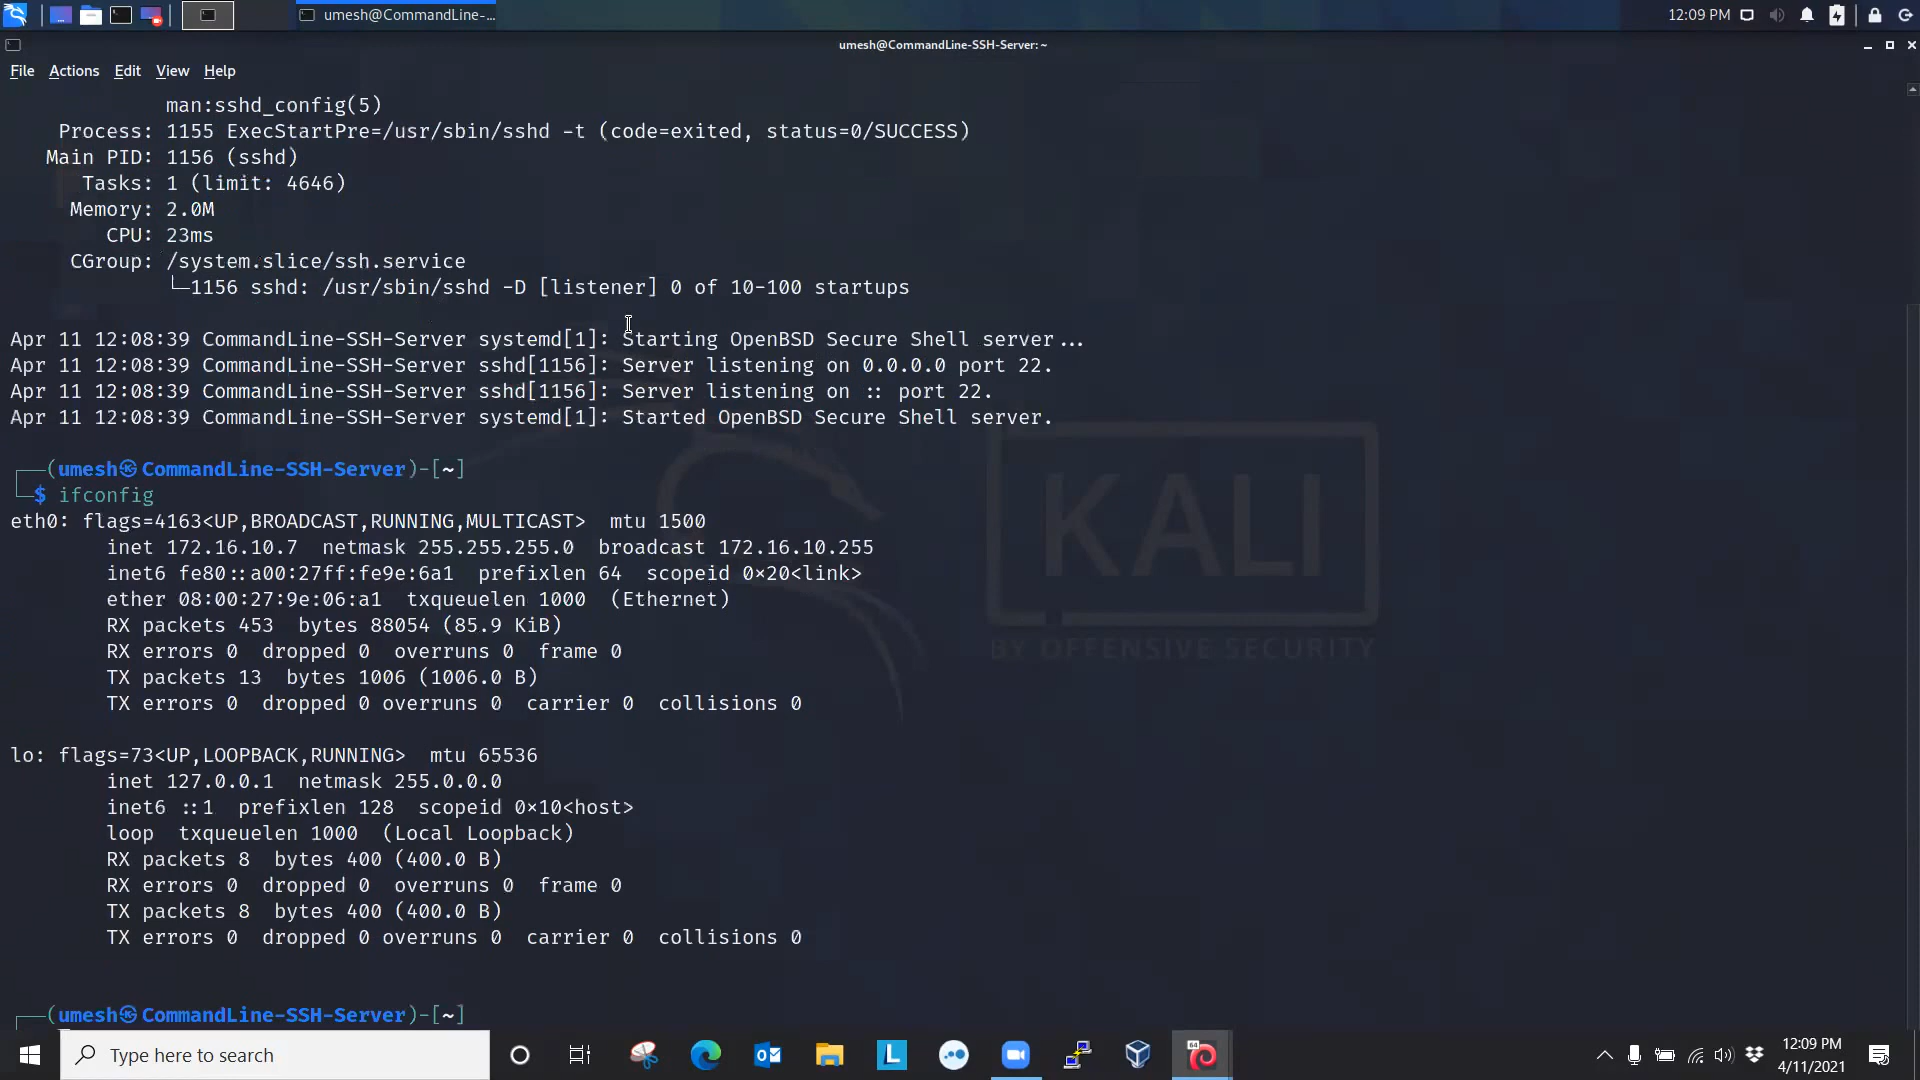 umesh@CommandLine-...
12:09 PM
umesh@CommandLine-SSH-Server: ~
File Actions Edit View Help
man:sshd_config(5)
Process: 1155 ExecStartPre=/usr/sbin/sshd -t (code=exited, status=0/SUCCESS)
Main PID: 1156 (sshd)
Tasks: 1 (limit: 4646)
Memory: 2.0M
CPU: 23ms
CGroup: /system.slice/ssh.service
└─1156 sshd: /usr/sbin/sshd -D [listener] 0 of 10-100 startups
Apr 11 12:08:39 CommandLine-SSH-Server systemd[1]: Starting OpenBSD Secure Shell server...
Apr 11 12:08:39 CommandLine-SSH-Server sshd[1156]: Server listening on 0.0.0.0 port 22.
Apr 11 12:08:39 CommandLine-SSH-Server sshd[1156]: Server listening on :: port 22.
Apr 11 12:08:39 CommandLine-SSH-Server systemd[1]: Started OpenBSD Secure Shell server.
┌──(umesh㉿CommandLine-SSH-Server)-[~]
└─$ ifconfig
eth0: flags=4163<UP,BROADCAST,RUNNING,MULTICAST> mtu 1500
inet 172.16.10.7 netmask 255.255.255.0 broadcast 172.16.10.255
inet6 fe80::a00:27ff:fe9e:6a1 prefixlen 64 scopeid 0×20<link>
ether 08:00:27:9e:06:a1 txqueuelen 1000 (Ethernet)
RX packets 453 bytes 88054 (85.9 KiB)
RX errors 0 dropped 0 overruns 0 frame 0
TX packets 13 bytes 1006 (1006.0 B)
TX errors 0 dropped 0 overruns 0 carrier 0 collisions 0
lo: flags=73<UP,LOOPBACK,RUNNING> mtu 65536
inet 127.0.0.1 netmask 255.0.0.0
inet6 ::1 prefixlen 128 scopeid 0×10<host>
loop txqueuelen 1000 (Local Loopback)
RX packets 8 bytes 400 (400.0 B)
RX errors 0 dropped 0 overruns 0 frame 0
TX packets 8 bytes 400 (400.0 B)
TX errors 0 dropped 0 overruns 0 carrier 0 collisions 0
┌──(umesh㉿CommandLine-SSH-Server)-[~]
KALI
BY OFFENSIVE SECURITY
Type here to search
L
64
12:09 PM
4/11/2021